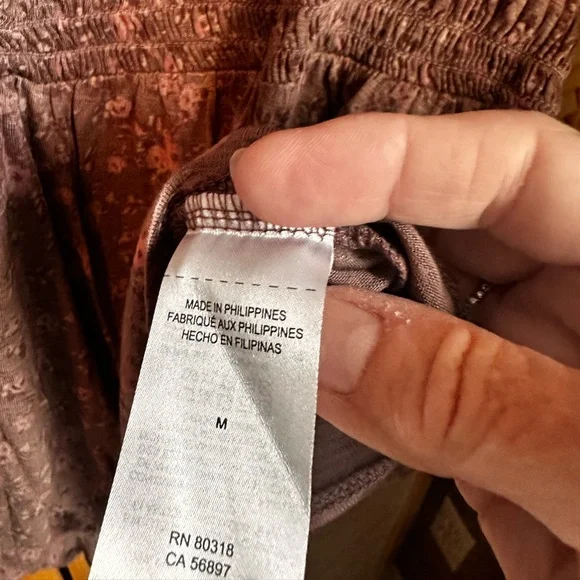 MADE IN PHILIPPINES
FABRIQUÉ AUX PHILIPPINES
HECHO EN FILIPINAS
M
RN 80318
CA 56897